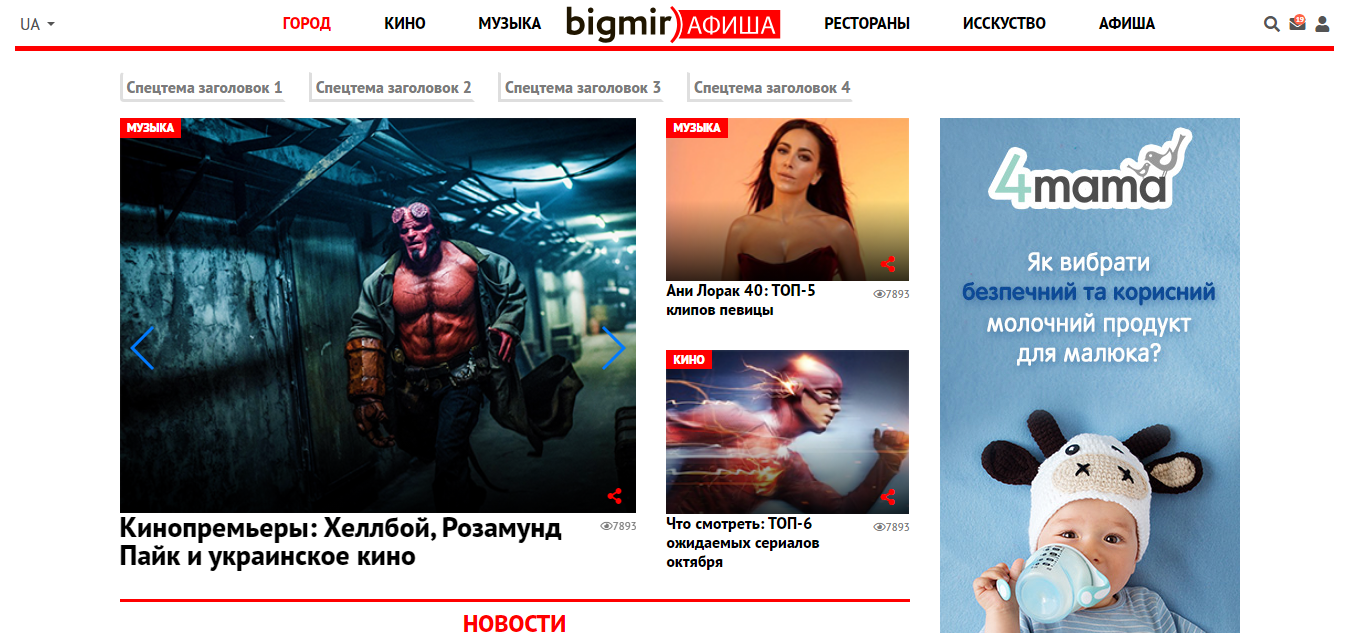 UA
ГОРОД
КИНО
МУЗЫКА
bigmir)АФИША
РЕСТОРАНЫ
ИССКУСТВО
АФИША
19
Спецтема заголовок 1
Спецтема заголовок 2
Спецтема заголовок 3
Спецтема заголовок 4
МУЗЫКА
Кинопремьеры: Хеллбой, Розамунд
Пайк и украинское кино
7893
МУЗЫКА
Ани Лорак 40: ТОП-5
клипов певицы
7893
КИНО
Что смотреть: ТОП-6
ожидаемых сериалов
октября
7893
4mama
Як вибрати
безпечний та корисний
молочний продукт
для малюка?
НОВОСТИ